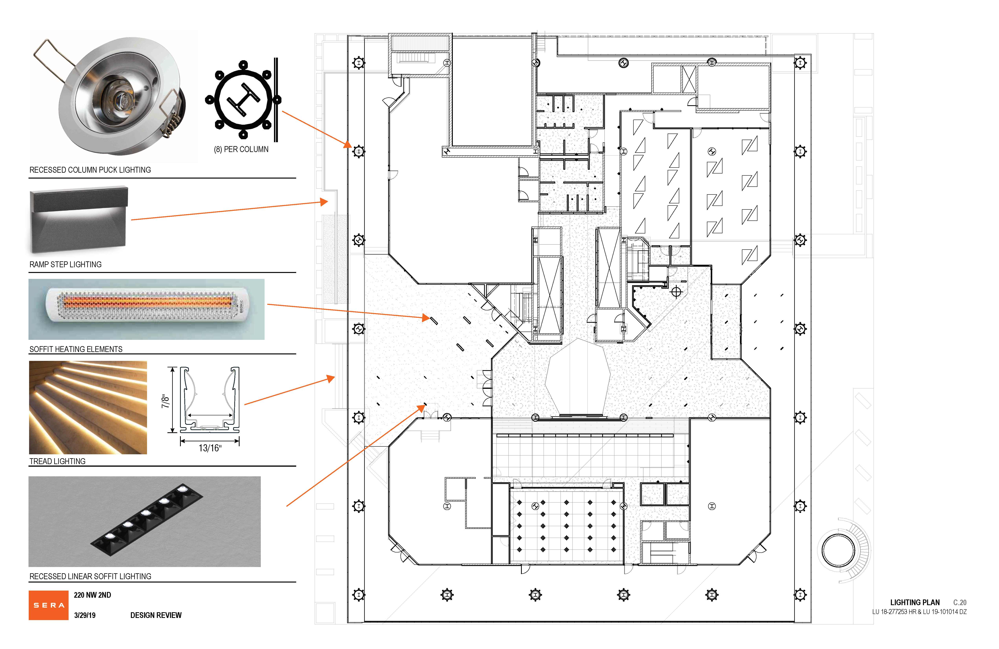 (8) PER COLUMN
RECESSED COLUMN PUCK LIGHTING
RAMP STEP LIGHTING
BROMIC
SOFFIT HEATING ELEMENTS
7/8"
13/16"
TREAD LIGHTING
RECESSED LINEAR SOFFIT LIGHTING
SERA
220 NW 2ND
3/29/19 DESIGN REVIEW
LIGHTING PLAN C.20
LU 18-277253 HR & LU 19-101014 DZ